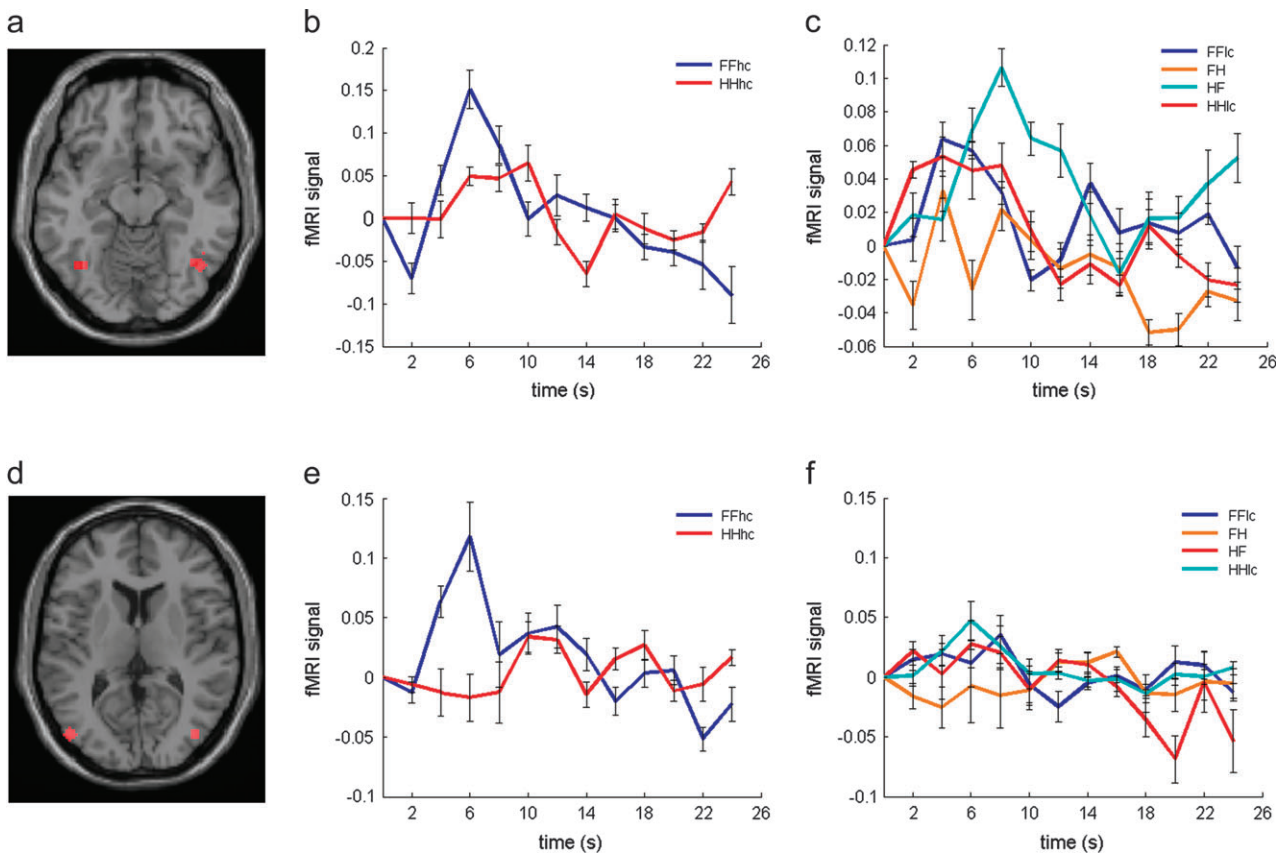 a
b
c
0.2
0.15
0.1
0.05
0
-0.05
-0.1
-0.15
fMRI signal
2 6 10 14 18 22 26
time (s)
FFhc
HHhc
0.12
0.1
0.08
0.06
0.04
0.02
0
-0.02
-0.04
-0.06
fMRI signal
2 6 10 14 18 22 26
time (s)
FFlc
FH
HF
HHlc
d
e
f
0.15
0.1
0.05
0
-0.05
-0.1
fMRI signal
2 6 10 14 18 22 26
time (s)
FFhc
HHhc
0.15
0.1
0.05
0
-0.05
-0.1
fMRI signal
2 6 10 14 18 22 26
time (s)
FFlc
FH
HF
HHlc